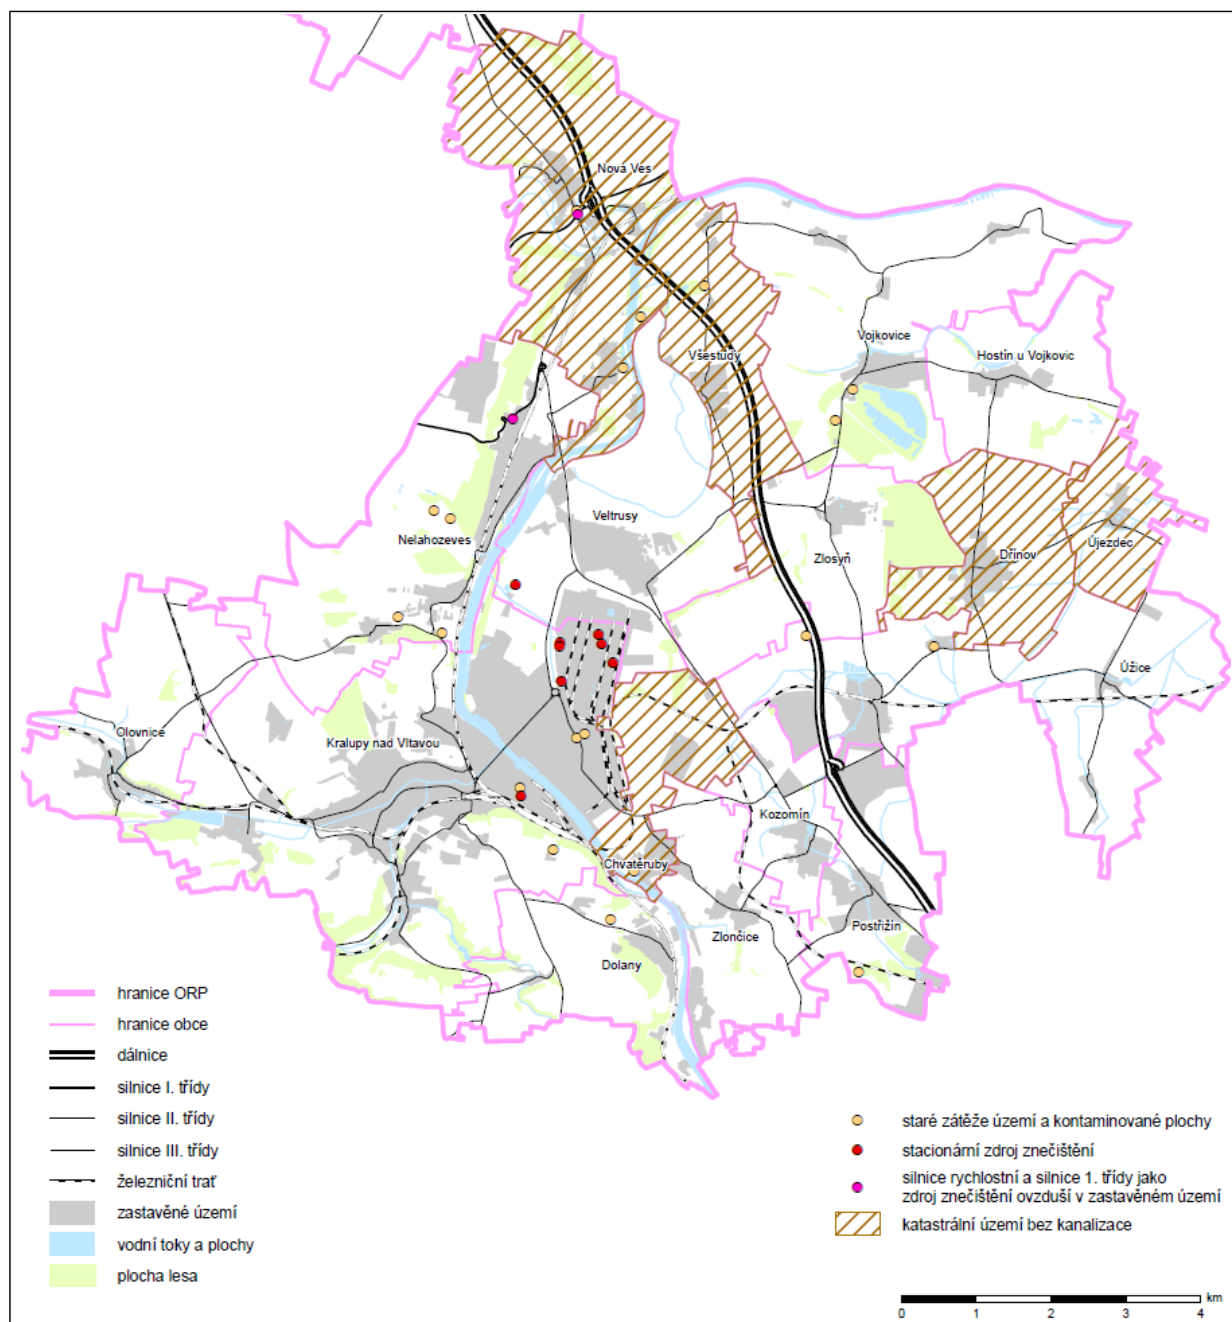 Nová Ves
Vojkovice
Všestudy
Hostín u Vojkovic
Veltrusy
Nelahozeves
Zlosyň
Dřínov
Újezdec
Úžice
Olovnice
Kralupy nad Vltavou
Kozomín
Chvatěruby
Postřižín
Zlončice
Dolany
hranice ORP
hranice obce
dálnice
silnice I. třídy
silnice II. třídy
silnice III. třídy
železniční trať
zastavěné území
vodní toky a plochy
plocha lesa
staré zátěže území a kontaminované plochy
stacionární zdroj znečištění
silnice rychlostní a silnice 1. třídy jako
zdroj znečištění ovzduší v zastavěném území
katastrální území bez kanalizace
km
0 1 2 3 4